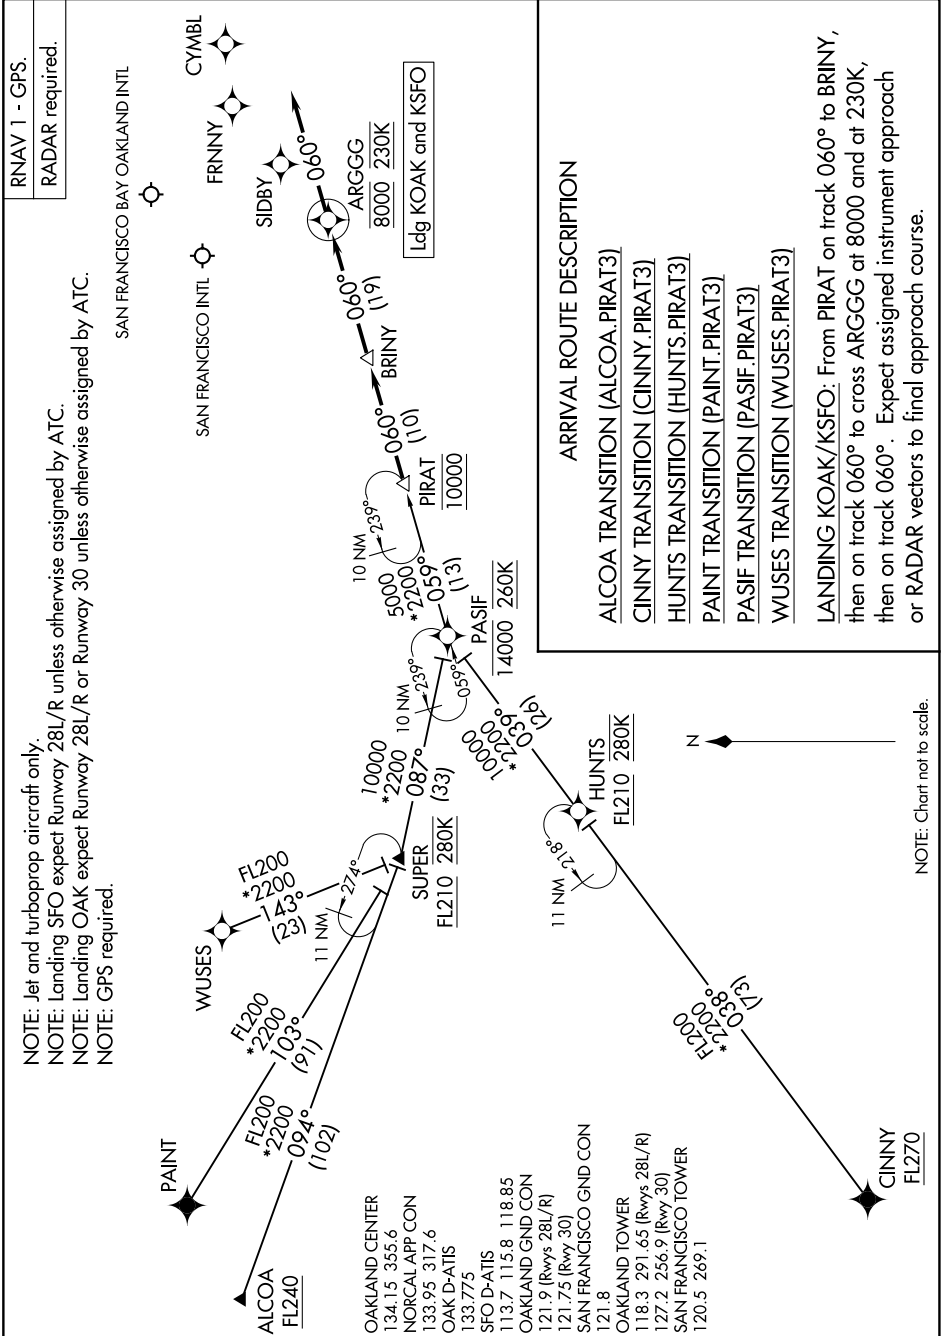 RNAV 1 - GPS.
RADAR required.
NOTE: Jet and turboprop aircraft only.
NOTE: Landing SFO expect Runway 28L/R unless otherwise assigned by ATC.
NOTE: Landing OAK expect Runway 28L/R or Runway 30 unless otherwise assigned by ATC.
NOTE: GPS required.
SAN FRANCISCO BAY OAKLAND INTL
SAN FRANCISCO INTL
CYMBL
FRNNY
SIDBY
060°
ARGGG
8000 230K
Ldg KOAK and KSFO
060°
(19)
BRINY
060°
(10)
PIRAT
10000
239°
10 NM
5000
*2200
059°
(13)
PASIF
14000 260K
239°
059°
10 NM
10000
*2200
087°
(33)
SUPER
FL210 280K
274°
11 NM
WUSES
FL200
*2200
143°
(23)
PAINT
FL200
*2200
103°
(91)
ALCOA
FL240
FL200
*2200
094°
(102)
10000
*2200
039°
(26)
HUNTS
FL210 280K
218°
11 NM
FL200
*2200
038°
(73)
CINNY
FL270
OAKLAND CENTER
134.15 355.6
NORCAL APP CON
133.95 317.6
OAK D-ATIS
133.775
SFO D-ATIS
113.7 115.8 118.85
OAKLAND GND CON
121.9 (Rwys 28L/R)
121.75 (Rwy 30)
SAN FRANCISCO GND CON
121.8
OAKLAND TOWER
118.3 291.65 (Rwys 28L/R)
127.2 256.9 (Rwy 30)
SAN FRANCISCO TOWER
120.5 269.1
N
NOTE: Chart not to scale.
ARRIVAL ROUTE DESCRIPTION
ALCOA TRANSITION (ALCOA.PIRAT3)
CINNY TRANSITION (CINNY.PIRAT3)
HUNTS TRANSITION (HUNTS.PIRAT3)
PAINT TRANSITION (PAINT.PIRAT3)
PASIF TRANSITION (PASIF.PIRAT3)
WUSES TRANSITION (WUSES.PIRAT3)
LANDING KOAK/KSFO: From PIRAT on track 060° to BRINY,
then on track 060° to cross ARGGG at 8000 and at 230K,
then on track 060°. Expect assigned instrument approach
or RADAR vectors to final approach course.